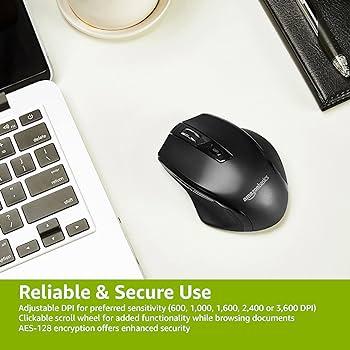 amazonbasics
Reliable & Secure Use
Adjustable DPI for preferred sensitivity (600, 1,000, 1,600, 2,400 or 3,600 DPI)
Clickable scroll wheel for added functionality while browsing documents
AES-128 encryption offers enhanced security